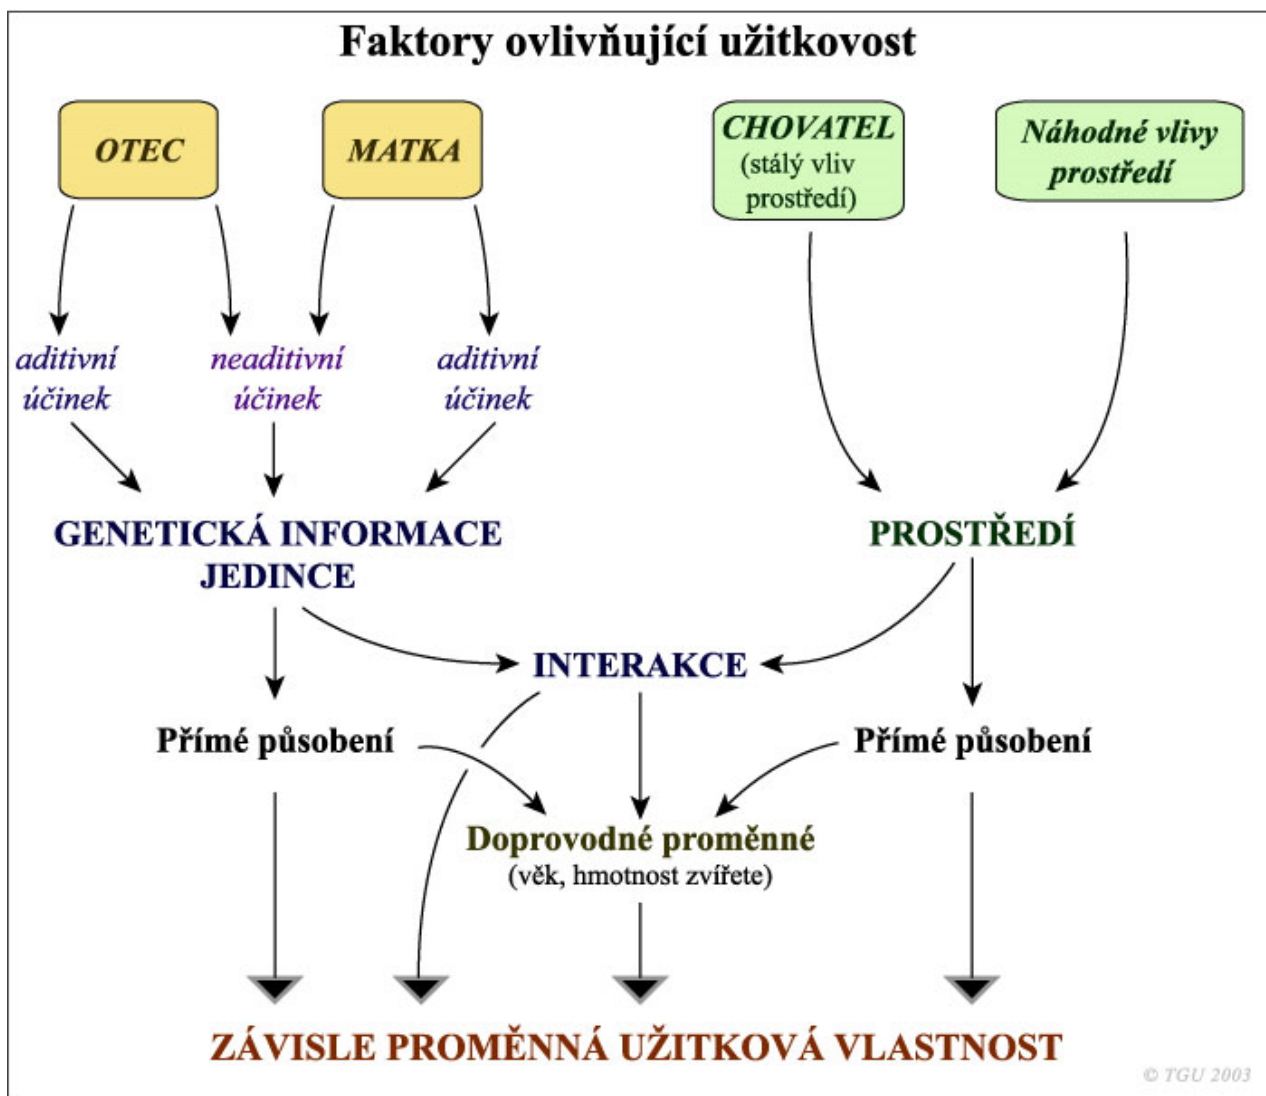 Faktory ovlivňující užitkovost
OTEC
MATKA
CHOVATEL
(stálý vliv
prostředí)
Náhodné vlivy
prostředí
aditivní
účinek
neaditivní
účinek
aditivní
účinek
GENETICKÁ INFORMACE
JEDINCE
PROSTŘEDÍ
INTERAKCE
Přímé působení
Přímé působení
Doprovodné proměnné
(věk, hmotnost zvířete)
ZÁVISLE PROMĚNNÁ UŽITKOVÁ VLASTNOST
© TGU 2003